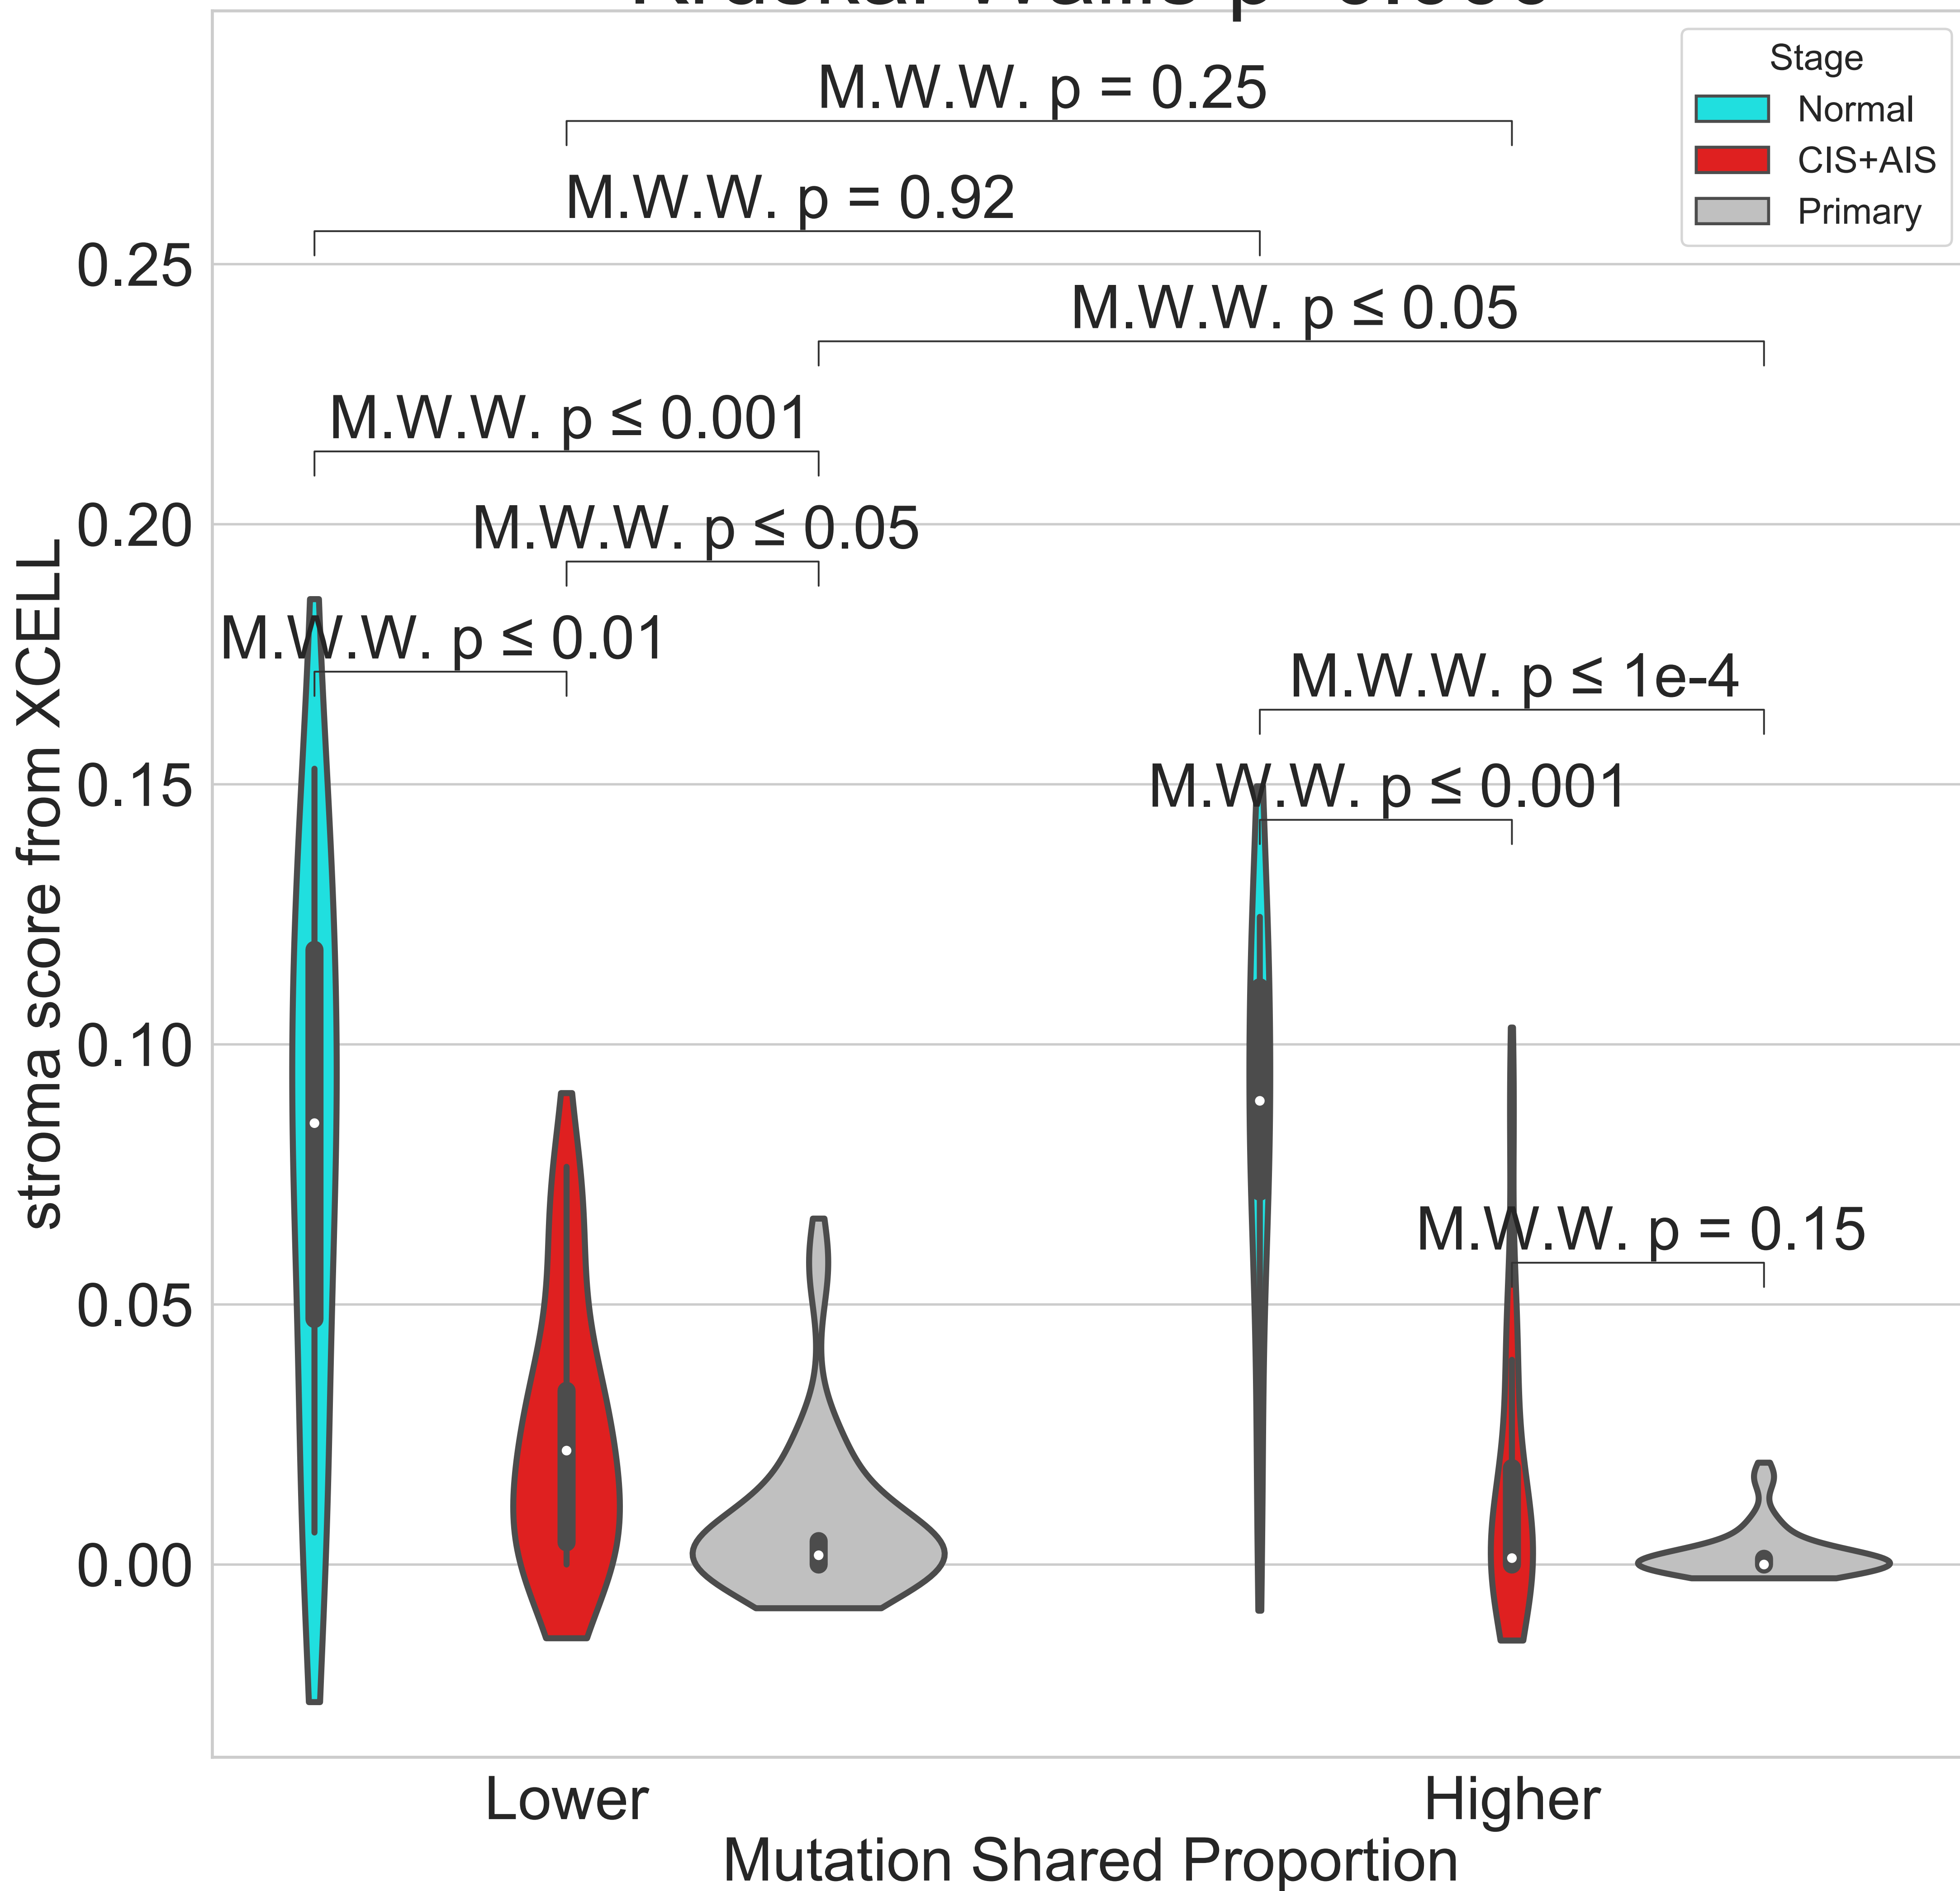 Stage
Normal
CIS+AIS
Primary
M.W.W. p = 0.25
M.W.W. p = 0.92
M.W.W. p ≤ 0.05
M.W.W. p ≤ 0.001
M.W.W. p ≤ 0.05
M.W.W. p ≤ 0.01
M.W.W. p ≤ 1e-4
M.W.W. p ≤ 0.001
M.W.W. p = 0.15
0.25
0.20
0.15
0.10
0.05
0.00
stroma score from XCELL
Lower
Higher
Mutation Shared Proportion